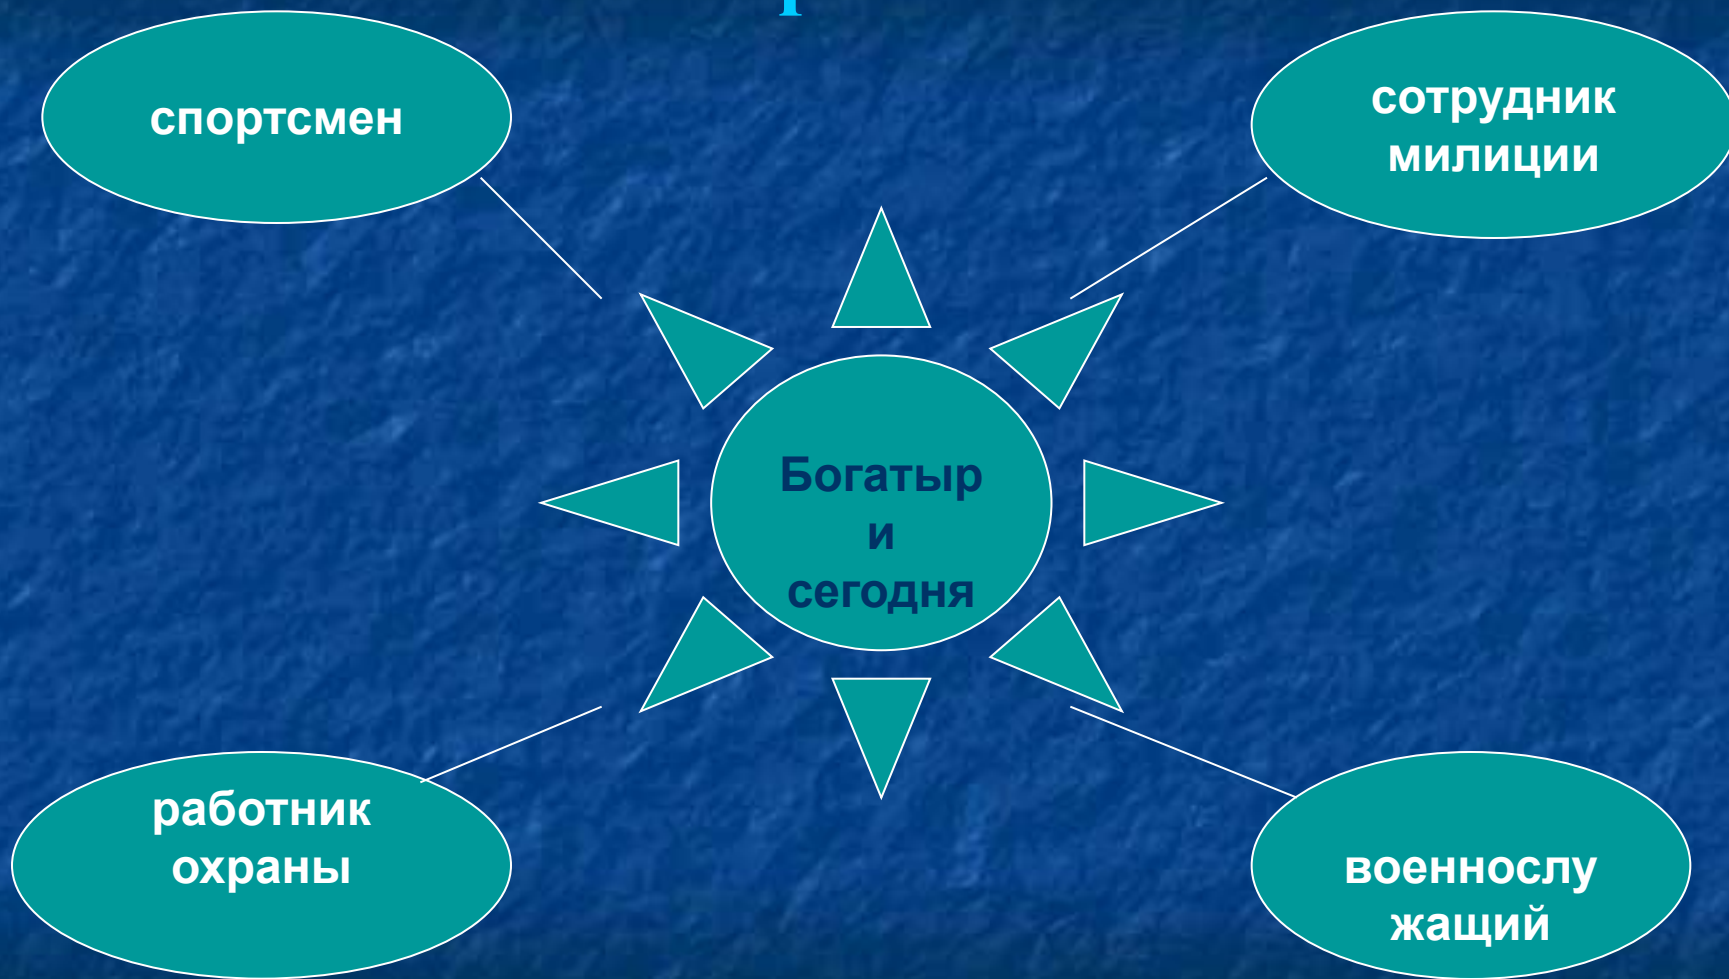 спортсмен
сотрудник
милиции
Богатыр
и
сегодня
работник
охраны
военнослу
жащий